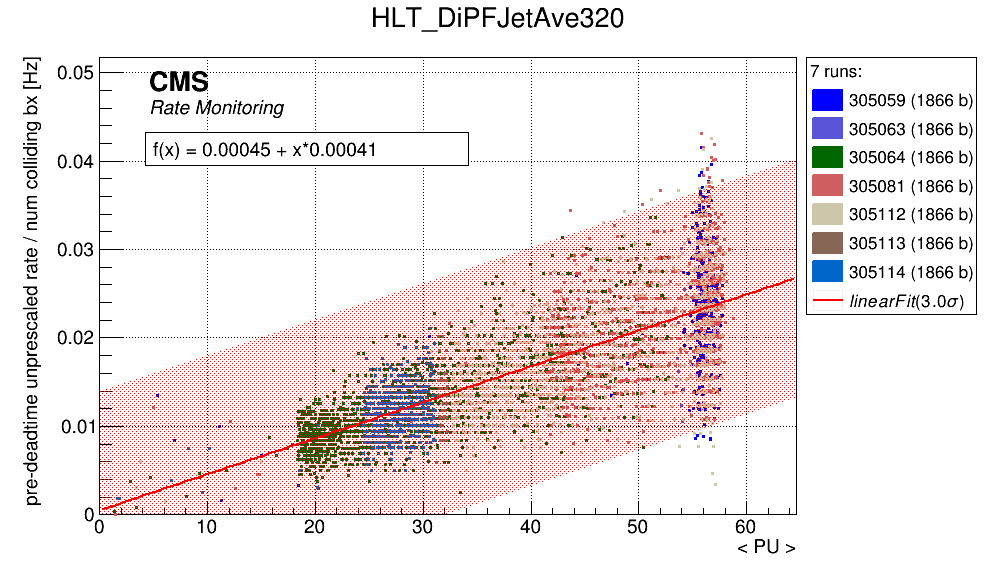 HLT_DiPFJetAve320
pre-deadtime unprescaled rate / num colliding bx [Hz]
0.05
0.04
0.03
0.02
0.01
0
CMS
Rate Monitoring
f(x) = 0.00045 + x*0.00041
0 10 20 30 40 50 60
< PU >
7 runs:
305059 (1866 b)
305063 (1866 b)
305064 (1866 b)
305081 (1866 b)
305112 (1866 b)
305113 (1866 b)
305114 (1866 b)
linearFit(3.0σ)